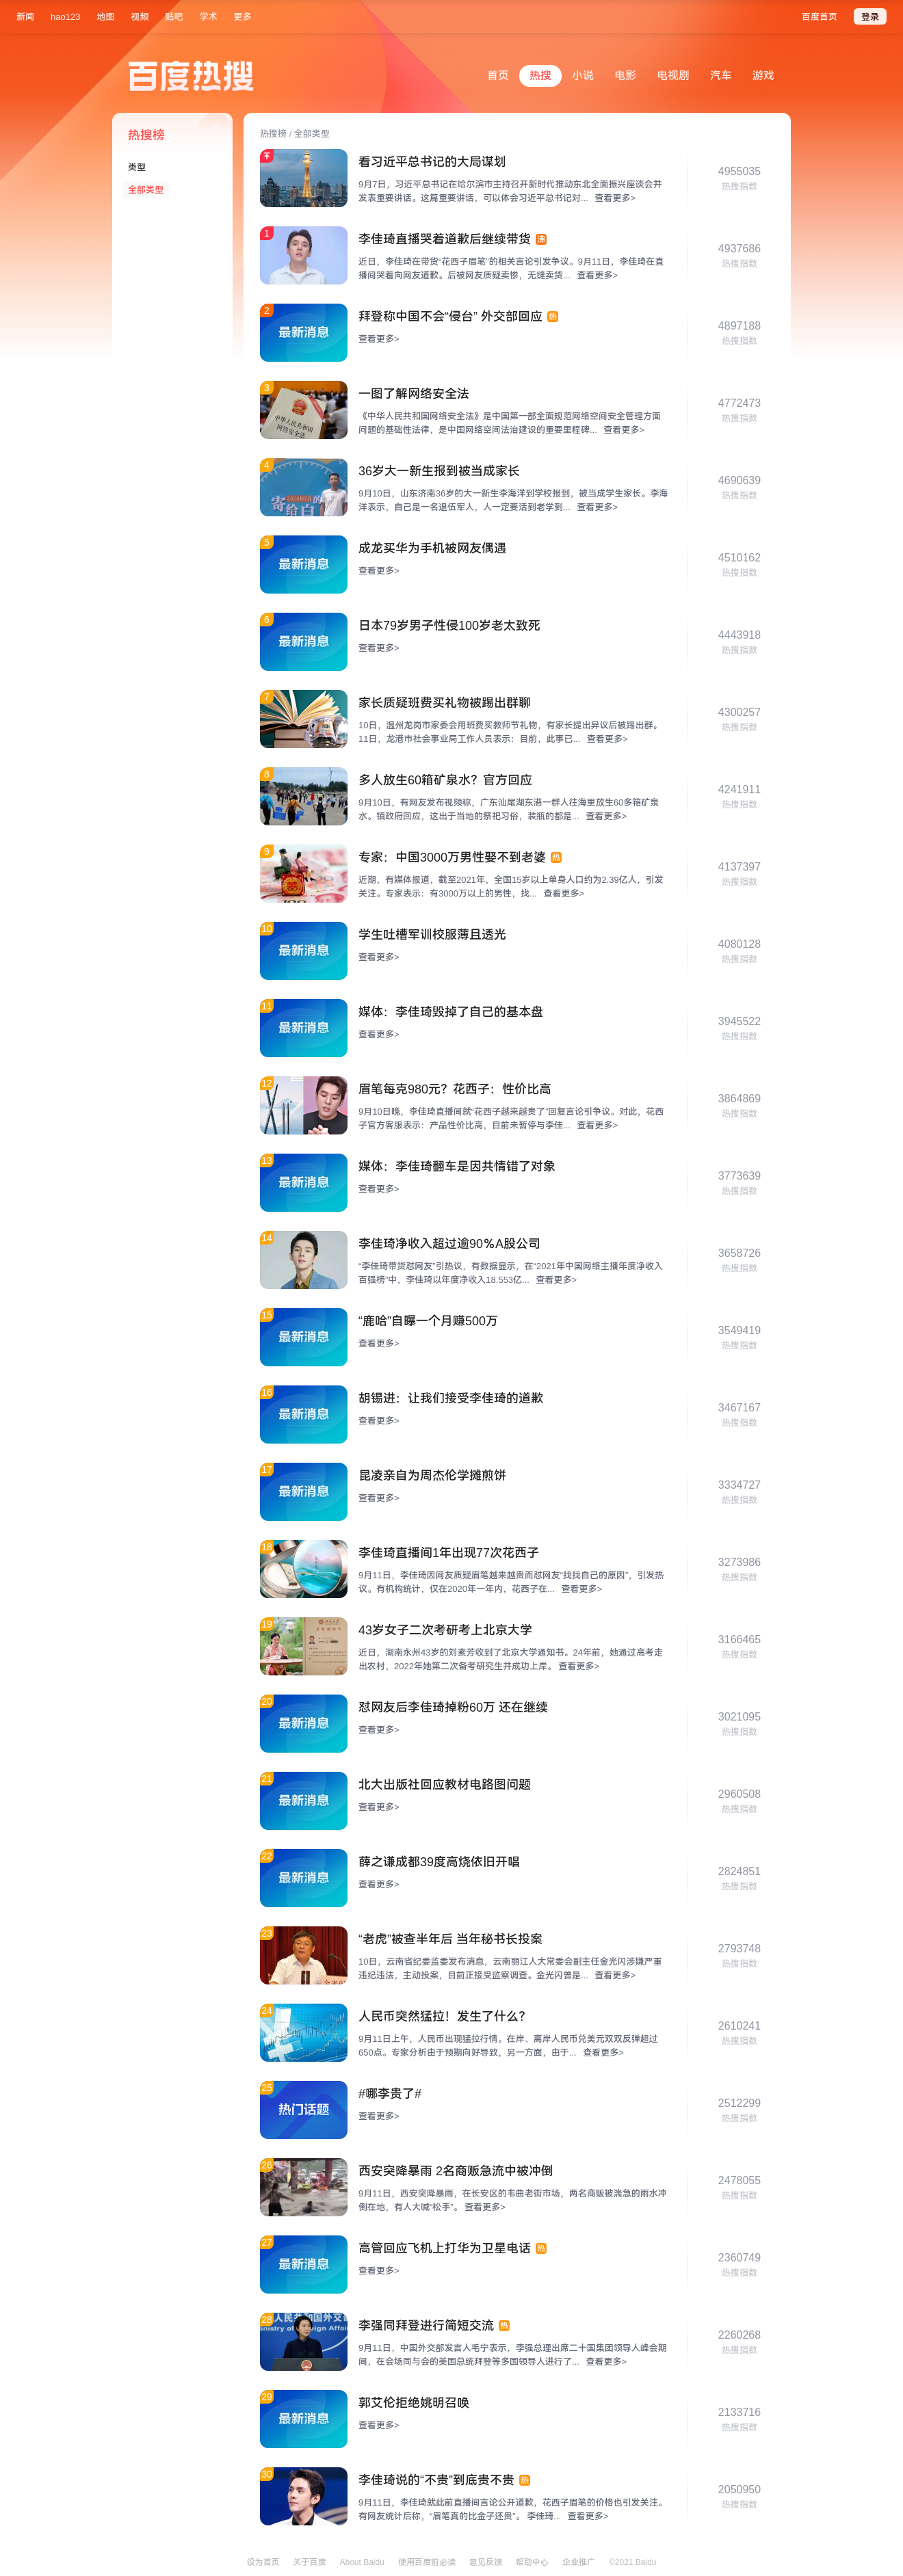 新闻 hao123 地图 视频 贴吧 学术 更多 百度首页 登录
百度热搜 首页 热搜 小说 电影 电视剧 汽车 游戏
热搜榜
类型
全部类型
热搜榜 / 全部类型
看习近平总书记的大局谋划
9月7日，习近平总书记在哈尔滨市主持召开新时代推动东北全面振兴座谈会并
发表重要讲话。这篇重要讲话，可以体会习近平总书记对... 查看更多>
4955035
热搜指数
1
李佳琦直播哭着道歉后继续带货 沸
近日，李佳琦在带货“花西子眉笔”的相关言论引发争议。9月11日，李佳琦在直
播间哭着向网友道歉。后被网友质疑卖惨，无缝卖货... 查看更多>
4937686
热搜指数
2
最新消息
拜登称中国不会“侵台” 外交部回应 热
查看更多>
4897188
热搜指数
3
中华人民共和国
网络安全法
一图了解网络安全法
《中华人民共和国网络安全法》是中国第一部全面规范网络空间安全管理方面
问题的基础性法律，是中国网络空间法治建设的重要里程碑... 查看更多>
4772473
热搜指数
4
寄给自
的
36岁大一新生报到被当成家长
9月10日，山东济南36岁的大一新生李海洋到学校报到，被当成学生家长。李海
洋表示，自己是一名退伍军人，人一定要活到老学到... 查看更多>
4690639
热搜指数
5
最新消息
成龙买华为手机被网友偶遇
查看更多>
4510162
热搜指数
6
最新消息
日本79岁男子性侵100岁老太致死
查看更多>
4443918
热搜指数
7
家长质疑班费买礼物被踢出群聊
10日，温州龙岗市家委会用班费买教师节礼物，有家长提出异议后被踢出群。
11日，龙港市社会事业局工作人员表示：目前，此事已... 查看更多>
4300257
热搜指数
8
多人放生60箱矿泉水？官方回应
9月10日，有网友发布视频称，广东汕尾湖东港一群人往海里放生60多箱矿泉
水。镇政府回应，这出于当地的祭祀习俗，装瓶的都是... 查看更多>
4241911
热搜指数
9
专家：中国3000万男性娶不到老婆 热
近期，有媒体报道，截至2021年，全国15岁以上单身人口约为2.39亿人，引发
关注。专家表示：有3000万以上的男性，找... 查看更多>
4137397
热搜指数
10
最新消息
学生吐槽军训校服薄且透光
查看更多>
4080128
热搜指数
11
最新消息
媒体：李佳琦毁掉了自己的基本盘
查看更多>
3945522
热搜指数
12
眉笔每克980元？花西子：性价比高
9月10日晚，李佳琦直播间就“花西子越来越贵了”回复言论引争议。对此，花西
子官方客服表示：产品性价比高，目前未暂停与李佳... 查看更多>
3864869
热搜指数
13
最新消息
媒体：李佳琦翻车是因共情错了对象
查看更多>
3773639
热搜指数
14
李佳琦净收入超过逾90%A股公司
“李佳琦带货怼网友”引热议，有数据显示，在“2021年中国网络主播年度净收入
百强榜”中，李佳琦以年度净收入18.553亿... 查看更多>
3658726
热搜指数
15
最新消息
“鹿哈”自曝一个月赚500万
查看更多>
3549419
热搜指数
16
最新消息
胡锡进：让我们接受李佳琦的道歉
查看更多>
3467167
热搜指数
17
最新消息
昆凌亲自为周杰伦学摊煎饼
查看更多>
3334727
热搜指数
18
李佳琦直播间1年出现77次花西子
9月11日，李佳琦因网友质疑眉笔越来越贵而怼网友“找找自己的原因”，引发热
议。有机构统计，仅在2020年一年内，花西子在... 查看更多>
3273986
热搜指数
19
43岁女子二次考研考上北京大学
近日，湖南永州43岁的刘素芳收到了北京大学通知书。24年前，她通过高考走
出农村，2022年她第二次备考研究生并成功上岸。 查看更多>
3166465
热搜指数
20
最新消息
怼网友后李佳琦掉粉60万 还在继续
查看更多>
3021095
热搜指数
21
最新消息
北大出版社回应教材电路图问题
查看更多>
2960508
热搜指数
22
最新消息
薛之谦成都39度高烧依旧开唱
查看更多>
2824851
热搜指数
23
“老虎”被查半年后 当年秘书长投案
10日，云南省纪委监委发布消息，云南丽江人大常委会副主任金光闪涉嫌严重
违纪违法，主动投案，目前正接受监察调查。金光闪曾是... 查看更多>
2793748
热搜指数
24
人民币突然猛拉！发生了什么？
9月11日上午，人民币出现猛拉行情。在岸、离岸人民币兑美元双双反弹超过
650点。专家分析由于预期向好导致，另一方面，由于... 查看更多>
2610241
热搜指数
25
热门话题
#哪李贵了#
查看更多>
2512299
热搜指数
26
西安突降暴雨 2名商贩急流中被冲倒
9月11日，西安突降暴雨，在长安区的韦曲老街市场，两名商贩被湍急的雨水冲
倒在地，有人大喊“松手”。 查看更多>
2478055
热搜指数
27
最新消息
高管回应飞机上打华为卫星电话 热
查看更多>
2360749
热搜指数
28
李强同拜登进行简短交流 热
9月11日，中国外交部发言人毛宁表示，李强总理出席二十国集团领导人峰会期
间，在会场同与会的美国总统拜登等多国领导人进行了... 查看更多>
2260268
热搜指数
29
最新消息
郭艾伦拒绝姚明召唤
查看更多>
2133716
热搜指数
30
李佳琦说的“不贵”到底贵不贵 热
9月11日，李佳琦就此前直播间言论公开道歉，花西子眉笔的价格也引发关注。
有网友统计后称，“眉笔真的比金子还贵”。 李佳琦... 查看更多>
2050950
热搜指数
设为首页 关于百度 About Baidu 使用百度前必读 意见反馈 帮助中心 企业推广 ©2021 Baidu